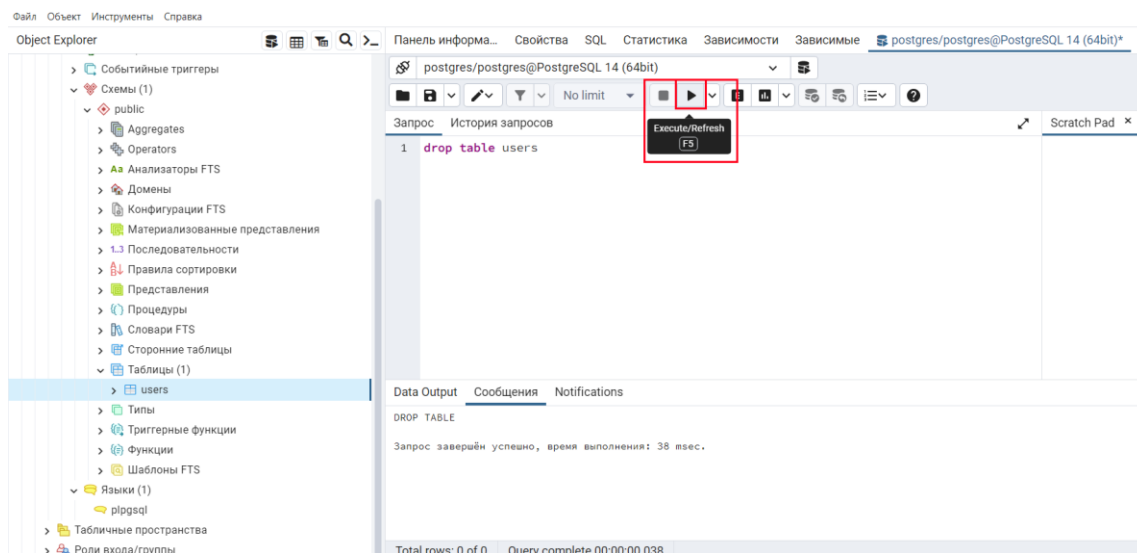 Файл Объект Инструменты Справка
Object Explorer
Событийные триггеры
Схемы (1)
public
Aggregates
Operators
Анализаторы FTS
Домены
Конфигурации FTS
Материализованные представления
1..3 Последовательности
Правила сортировки
Представления
Процедуры
Словари FTS
Сторонние таблицы
Таблицы (1)
users
Типы
Триггерные функции
Функции
Шаблоны FTS
Языки (1)
plpgsql
Табличные пространства
Роли входа/группы
Панель информа... Свойства SQL Статистика Зависимости Зависимые postgres/postgres@PostgreSQL 14 (64bit)*
postgres/postgres@PostgreSQL 14 (64bit)
No limit
Запрос История запросов
Execute/Refresh
F5
Scratch Pad ×
1 drop table users
Data Output Сообщения Notifications
DROP TABLE
Запрос завершён успешно, время выполнения: 38 msec.
Total rows: 0 of 0 Query complete 00:00:00.038